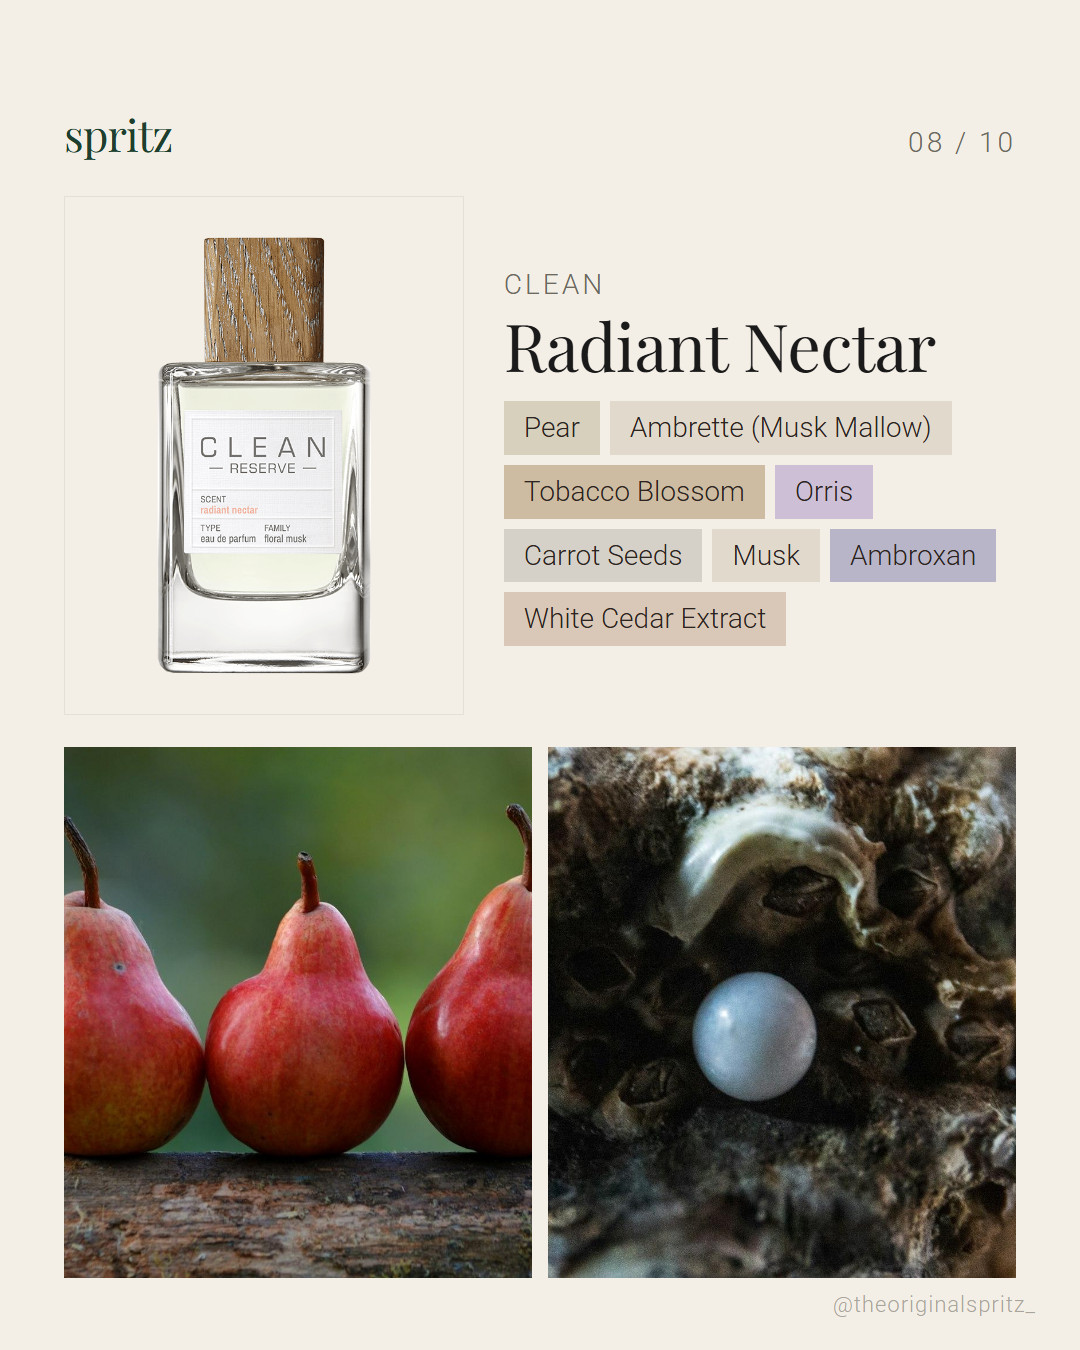 spritz
08 / 10
CLEAN
Radiant Nectar
Pear
Ambrette (Musk Mallow)
Tobacco Blossom
Orris
Carrot Seeds
Musk
Ambroxan
White Cedar Extract
CLEAN
— RESERVE —
SCENT
radiant nectar
TYPE
eau de parfum
FAMILY
floral musk
@theoriginalspritz_